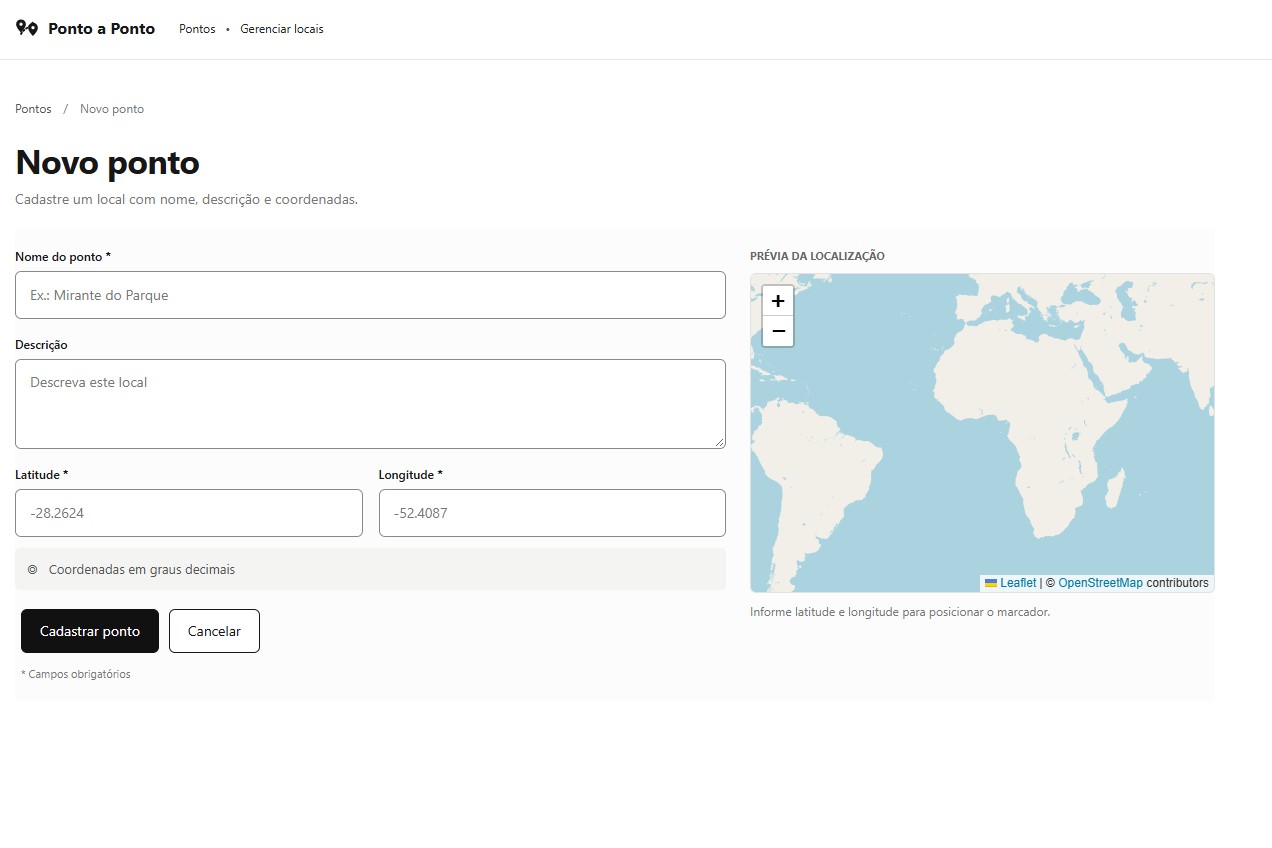 Ponto a Ponto Pontos • Gerenciar locais
Pontos / Novo ponto
Novo ponto
Cadastre um local com nome, descrição e coordenadas.
Nome do ponto *
Ex.: Mirante do Parque
Descrição
Descreva este local
Latitude * Longitude *
-28.2624 -52.4087
Coordenadas em graus decimais
Cadastrar ponto Cancelar
* Campos obrigatórios
PRÉVIA DA LOCALIZAÇÃO
+
−
Leaflet | © OpenStreetMap contributors
Informe latitude e longitude para posicionar o marcador.